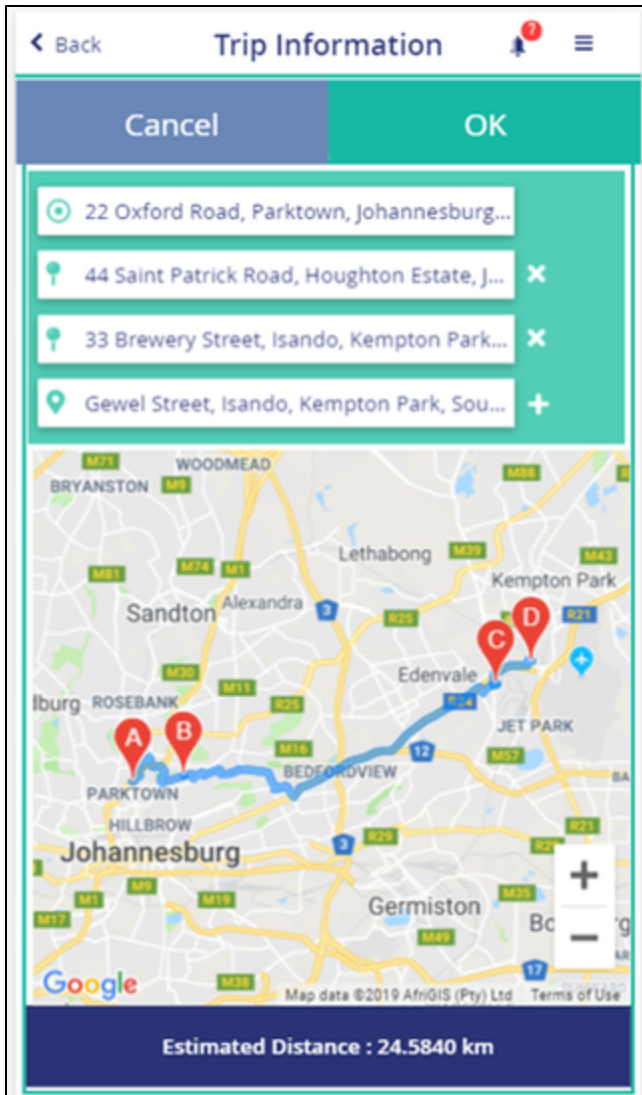 Back
Trip Information
7
Cancel
OK
22 Oxford Road, Parktown, Johannesburg...
44 Saint Patrick Road, Houghton Estate, J...
33 Brewery Street, Isando, Kempton Park...
Gewel Street, Isando, Kempton Park, Sou...
M71
WOODMEAD
M88
BRYANSTON
M9
Lethabong
M39
M43
M81
M74
M1
Kempton Park
Sandton
Alexandra
3
R25
D
R21
C
M30
Edenvale
M11
R24
lburg
ROSEBANK
R25
JET PARK
A
B
M16
12
M57
BEDFORDVIEW
BA
PARKTOWN
HILLBROW
R21
3
R29
Johannesburg
+
M1
M9
M19
M35
Germiston
M17
M49
−
Google
M38
17
Map data ©2019 AfriGIS (Pty) Ltd
Terms of Use
Estimated Distance : 24.5840 km